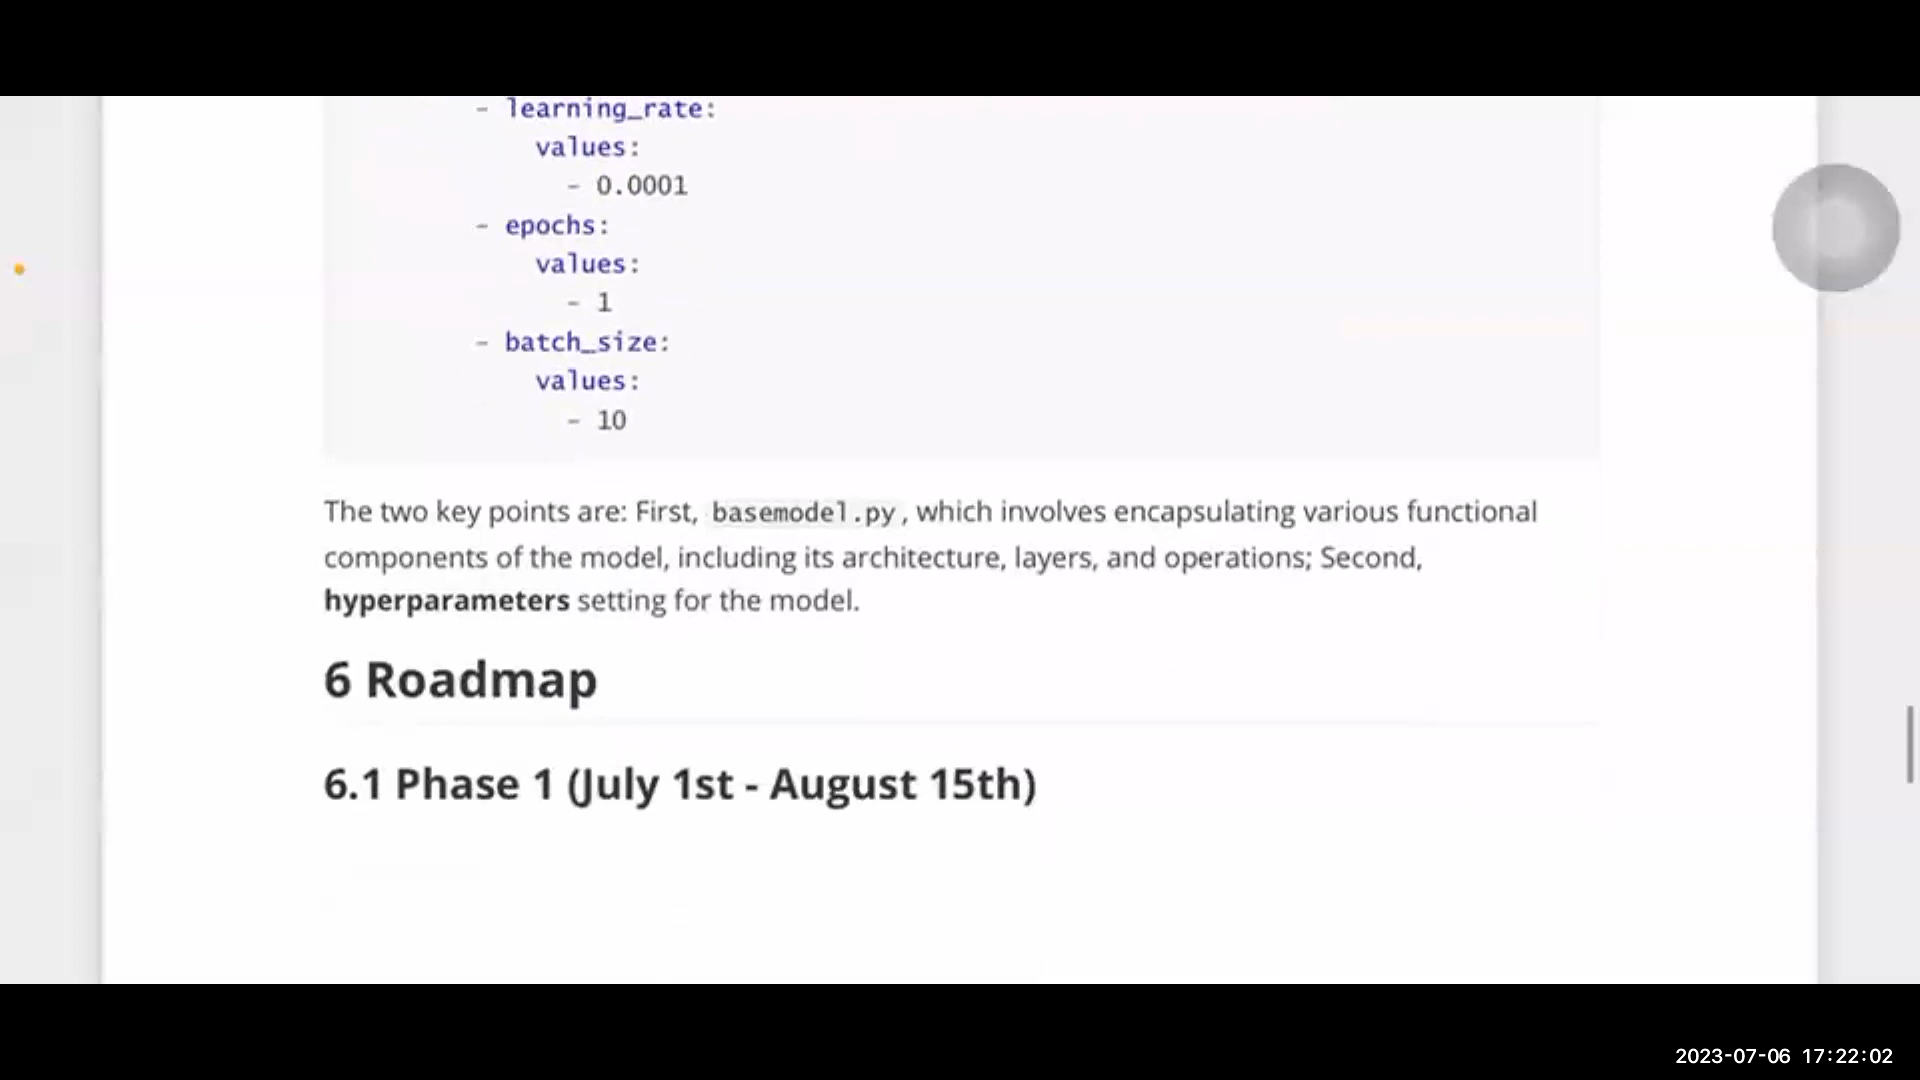 - learning_rate:
values:
- 0.0001
- epochs:
values:
- 1
- batch_size:
values:
- 10
The two key points are: First, basemodel.py, which involves encapsulating various functional
components of the model, including its architecture, layers, and operations; Second,
hyperparameters setting for the model.
6 Roadmap
6.1 Phase 1 (July 1st - August 15th)
2023-07-06 17:22:02